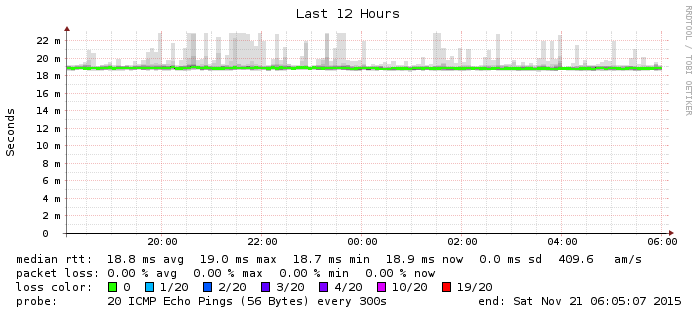 Last 12 Hours
RRDTOOL / TOBI OETIKER
Seconds
22 m
20 m
18 m
16 m
14 m
12 m
10 m
8 m
6 m
4 m
2 m
0
20:00 22:00 00:00 02:00 04:00 06:00
median rtt: 18.8 ms avg 19.0 ms max 18.7 ms min 18.9 ms now 0.0 ms sd 409.6 am/s
packet loss: 0.00 % avg 0.00 % max 0.00 % min 0.00 % now
loss color: 0 1/20 2/20 3/20 4/20 10/20 19/20
probe: 20 ICMP Echo Pings (56 Bytes) every 300s end: Sat Nov 21 06:05:07 2015